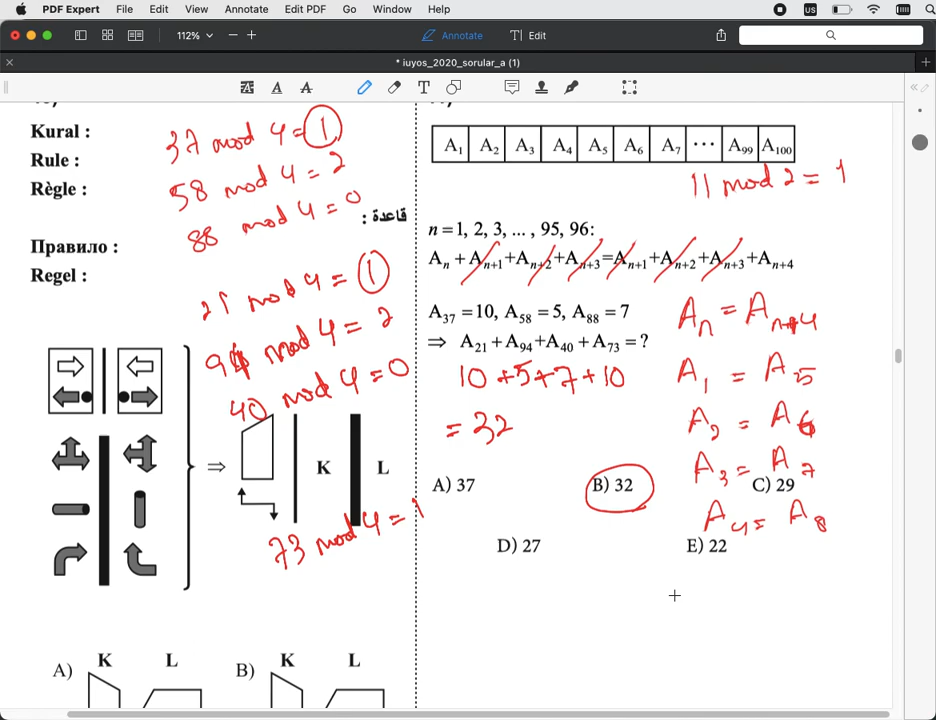 PDF Expert File Edit View Annotate Edit PDF Go Window Help US
112% Annotate Edit
* iuyos_2020_sorular_a (1)
Kural :
Rule :
Règle :
قاعدة :
Правило :
Regel :
37 mod 4 = 1
58 mod 4 = 2
88 mod 4 = 0
21 mod 4 = 1
94 mod 4 = 2
40 mod 4 = 0
73 mod 4 = 1
K L
A) K L
B) K L
A₁ A₂ A₃ A₄ A₅ A₆ A₇ ⋯ A₉₉ A₁₀₀
11 mod 2 = 1
n = 1, 2, 3, ... , 95, 96:
Aₙ + Aₙ₊₁ + Aₙ₊₂ + Aₙ₊₃ = Aₙ₊₁ + Aₙ₊₂ + Aₙ₊₃ + Aₙ₊₄
A₃₇ = 10, A₅₈ = 5, A₈₈ = 7
⇒ A₂₁ + A₉₄ + A₄₀ + A₇₃ = ?
10 + 5 + 7 + 10
= 32
Aₙ = Aₙ₊₄
A₁ = A₅
A₂ = A₆
A₃ = A₇
A₄ = A₈
A) 37 B) 32 C) 29
D) 27 E) 22